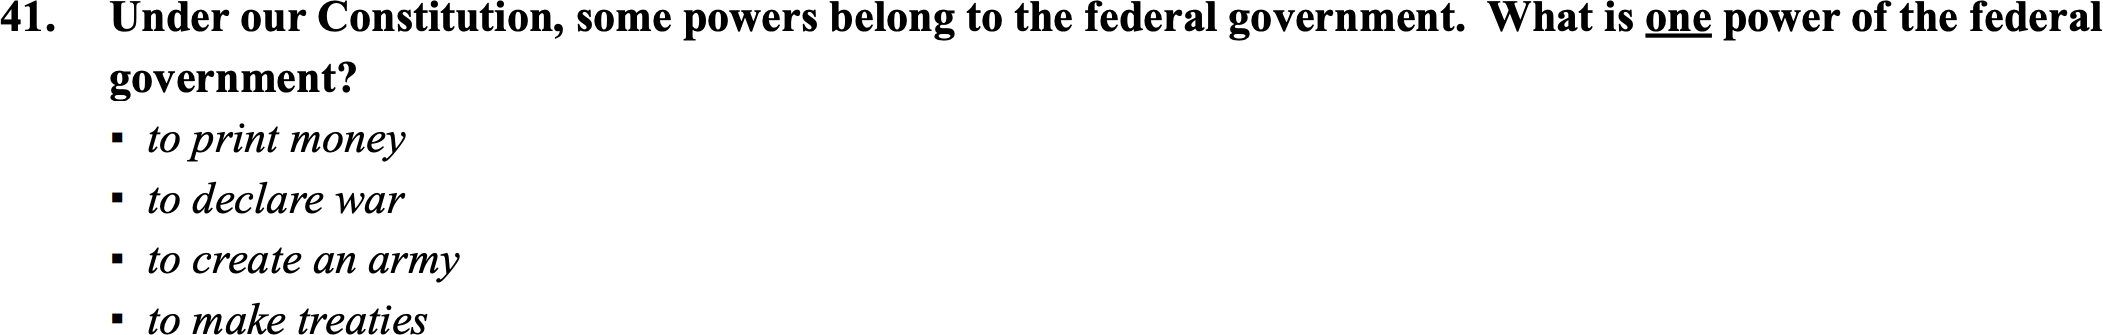 41. Under our Constitution, some powers belong to the federal government.  What is one power of the federal
government?
▪ to print money
▪ to declare war
▪ to create an army
▪ to make treaties